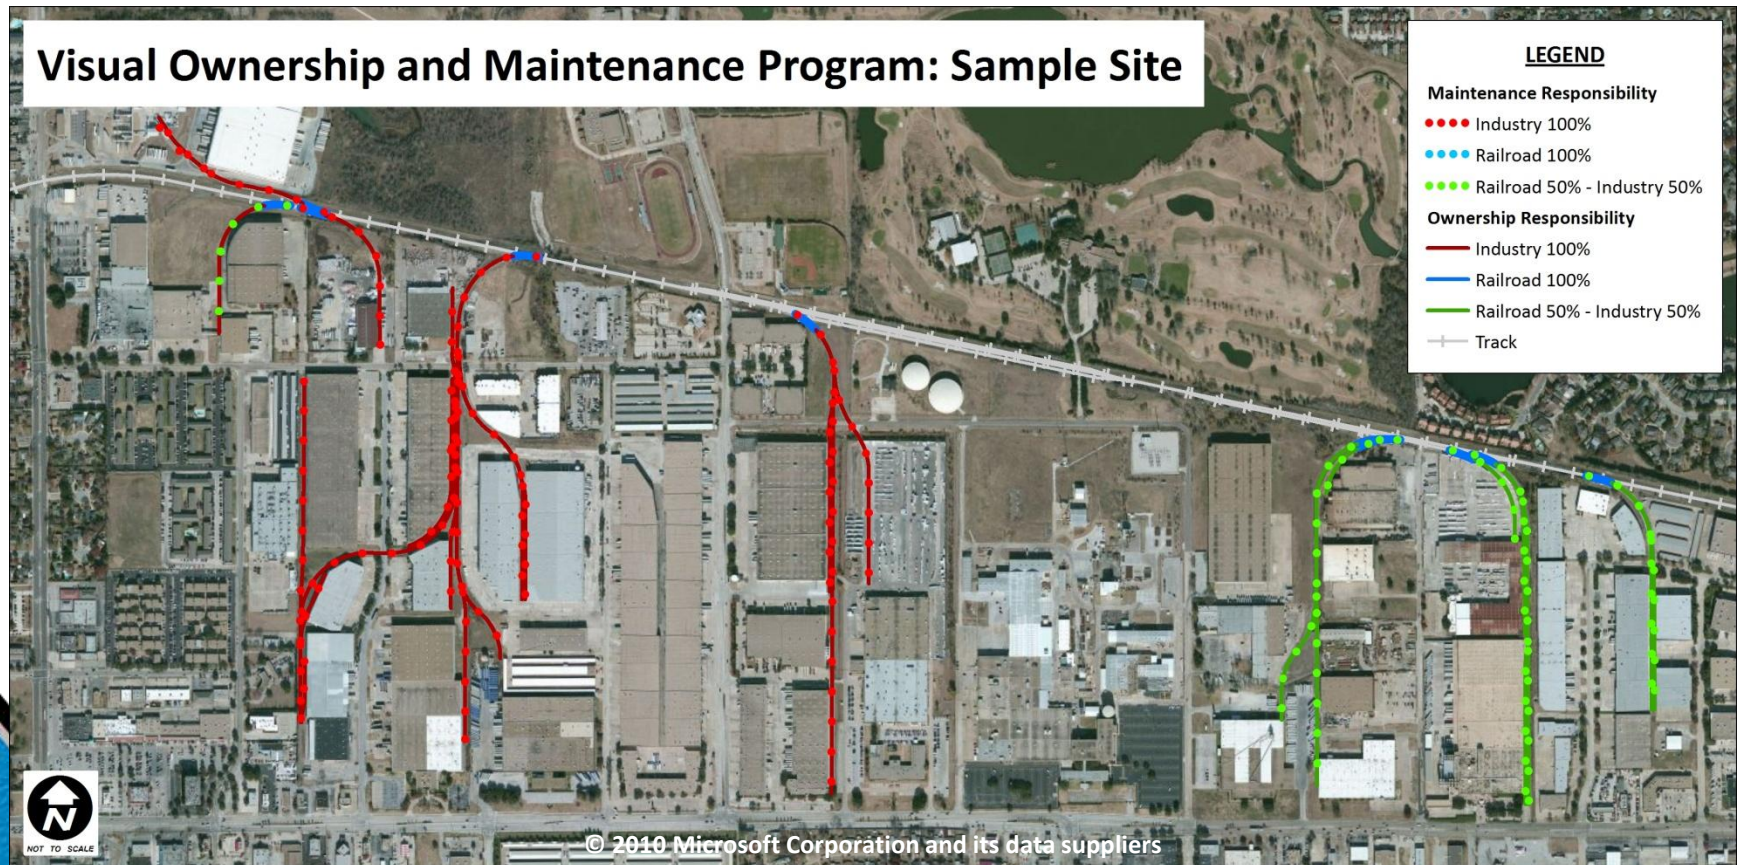 Visual Ownership and Maintenance Program: Sample Site
LEGEND
Maintenance Responsibility
Industry 100%
Railroad 100%
Railroad 50% - Industry 50%
Ownership Responsibility
Industry 100%
Railroad 100%
Railroad 50% - Industry 50%
Track
N
NOT TO SCALE
© 2010 Microsoft Corporation and its data suppliers